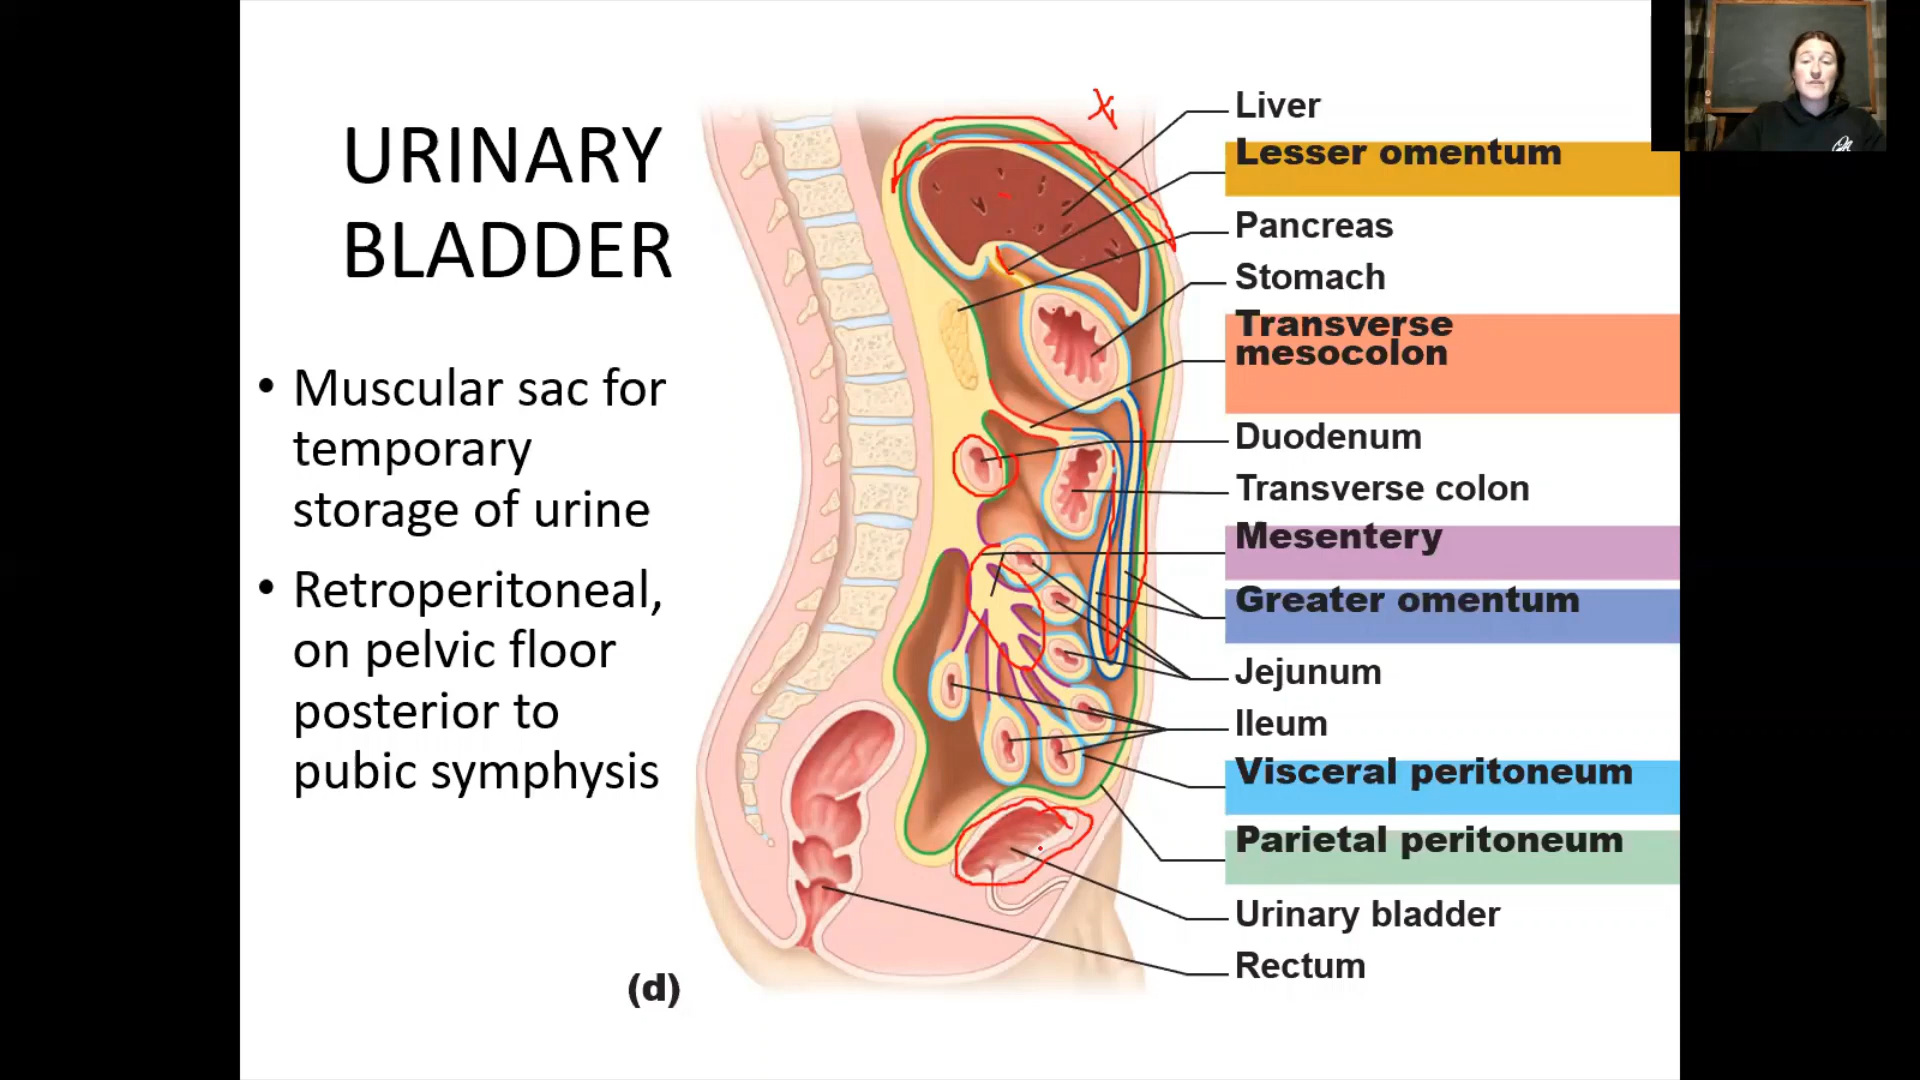 URINARY
BLADDER
• Muscular sac for
temporary
storage of urine
• Retroperitoneal,
on pelvic floor
posterior to
pubic symphysis
Liver
Lesser omentum
Pancreas
Stomach
Transverse
mesocolon
Duodenum
Transverse colon
Mesentery
Greater omentum
Jejunum
Ileum
Visceral peritoneum
Parietal peritoneum
Urinary bladder
Rectum
(d)